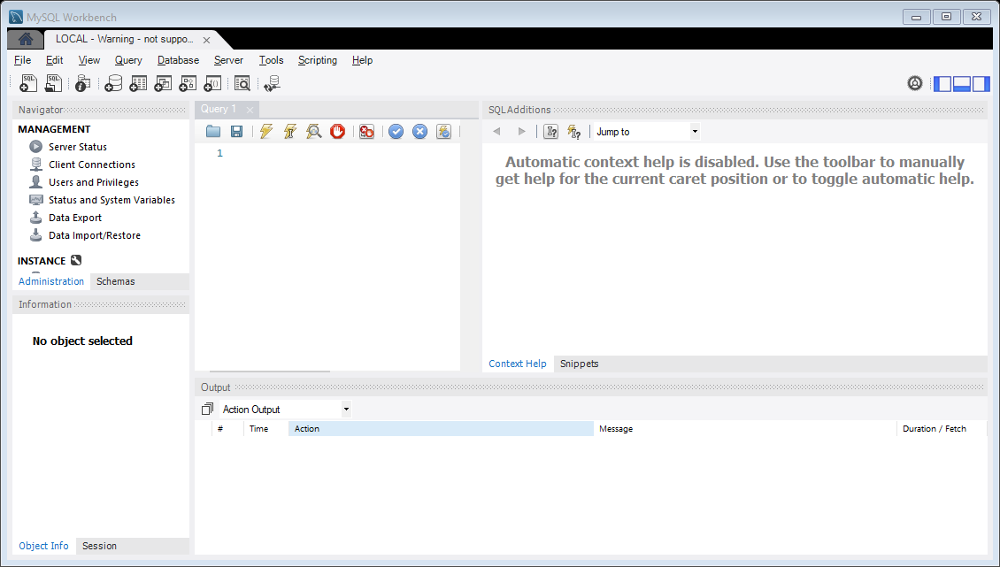 MySQL Workbench
LOCAL - Warning - not suppo...
File Edit View Query Database Server Tools Scripting Help
SQL SQL
Navigator
MANAGEMENT
Server Status
Client Connections
Users and Privileges
Status and System Variables
Data Export
Data Import/Restore
INSTANCE
Administration Schemas
Information
No object selected
Object Info Session
Query 1
1
SQLAdditions
Jump to
Automatic context help is disabled. Use the toolbar to manually
get help for the current caret position or to toggle automatic help.
Context Help Snippets
Output
Action Output
# Time Action Message Duration / Fetch